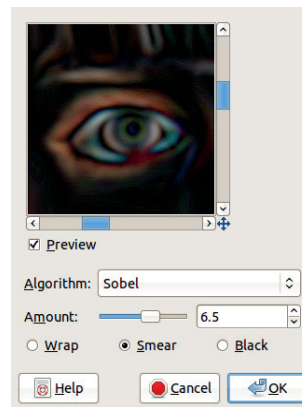 Preview
Algorithm: Sobel
Amount: 6.5
Wrap Smear Black
Help Cancel OK